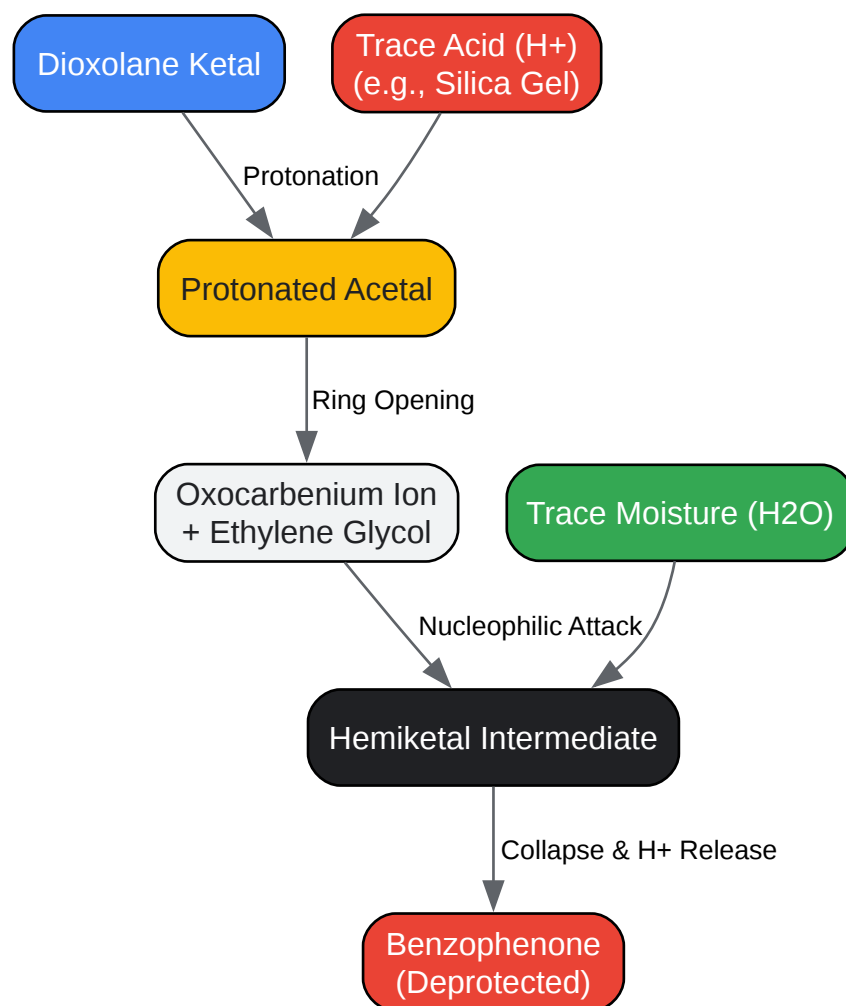 Dioxolane Ketal
Trace Acid (H+)
(e.g., Silica Gel)
Protonation
Protonated Acetal
Ring Opening
Oxocarbenium Ion
+ Ethylene Glycol
Trace Moisture (H2O)
Nucleophilic Attack
Hemiketal Intermediate
Collapse & H+ Release
Benzophenone
(Deprotected)